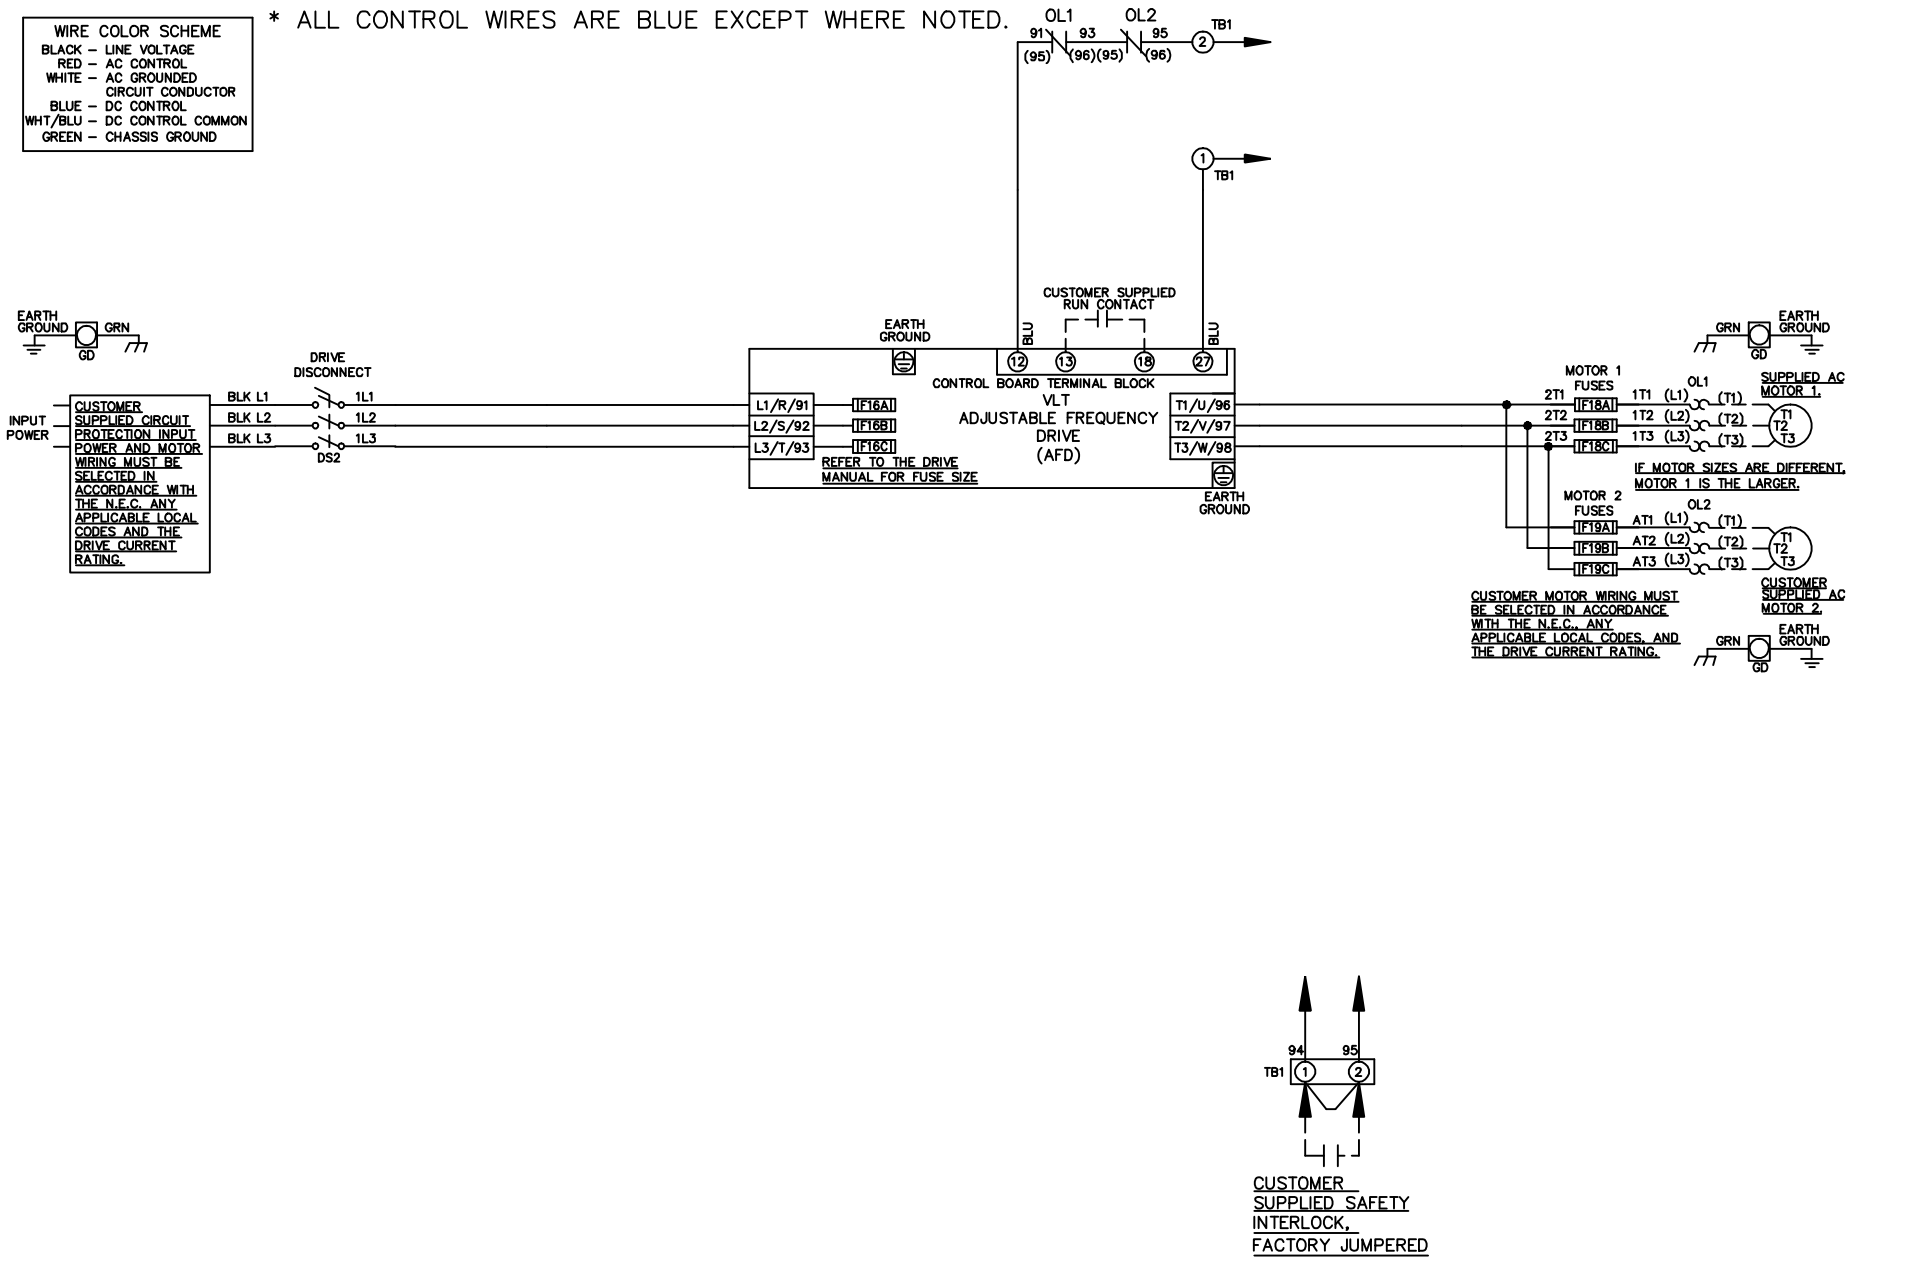 * ALL CONTROL WIRES ARE BLUE EXCEPT WHERE NOTED.
WIRE COLOR SCHEME
BLACK – LINE VOLTAGE
RED – AC CONTROL
WHITE – AC GROUNDED
CIRCUIT CONDUCTOR
BLUE – DC CONTROL
WHT/BLU – DC CONTROL COMMON
GREEN – CHASSIS GROUND
OL1
OL2
91
93
95
(95)
(96)
(95)
(96)
2
TB1
1
TB1
EARTH
GROUND
GRN
GD
INPUT
POWER
CUSTOMER
SUPPLIED CIRCUIT
PROTECTION INPUT
POWER AND MOTOR
WIRING MUST BE
SELECTED IN
ACCORDANCE WITH
THE N.E.C. ANY
APPLICABLE LOCAL
CODES AND THE
DRIVE CURRENT
RATING.
BLK L1
BLK L2
BLK L3
DRIVE
DISCONNECT
DS2
1L1
1L2
1L3
EARTH
GROUND
CUSTOMER SUPPLIED
RUN CONTACT
BLU
BLU
12
13
18
27
CONTROL BOARD TERMINAL BLOCK
VLT
ADJUSTABLE FREQUENCY
DRIVE
(AFD)
L1/R/91
L2/S/92
L3/T/93
F16A
F16B
F16C
REFER TO THE DRIVE
MANUAL FOR FUSE SIZE
T1/U/96
T2/V/97
T3/W/98
EARTH
GROUND
MOTOR 1
FUSES
2T1
2T2
2T3
F18A
F18B
F18C
1T1
1T2
1T3
OL1
(L1)
(L2)
(L3)
(T1)
(T2)
(T3)
T1
T2
T3
GRN
GD
EARTH
GROUND
SUPPLIED AC
MOTOR 1.
IF MOTOR SIZES ARE DIFFERENT,
MOTOR 1 IS THE LARGER.
MOTOR 2
FUSES
F19A
F19B
F19C
AT1
AT2
AT3
OL2
(L1)
(L2)
(L3)
(T1)
(T2)
(T3)
T1
T2
T3
CUSTOMER
SUPPLIED AC
MOTOR 2.
CUSTOMER MOTOR WIRING MUST
BE SELECTED IN ACCORDANCE
WITH THE N.E.C., ANY
APPLICABLE LOCAL CODES, AND
THE DRIVE CURRENT RATING.
GRN
GD
EARTH
GROUND
94
95
TB1
1
2
CUSTOMER
SUPPLIED SAFETY
INTERLOCK,
FACTORY JUMPERED